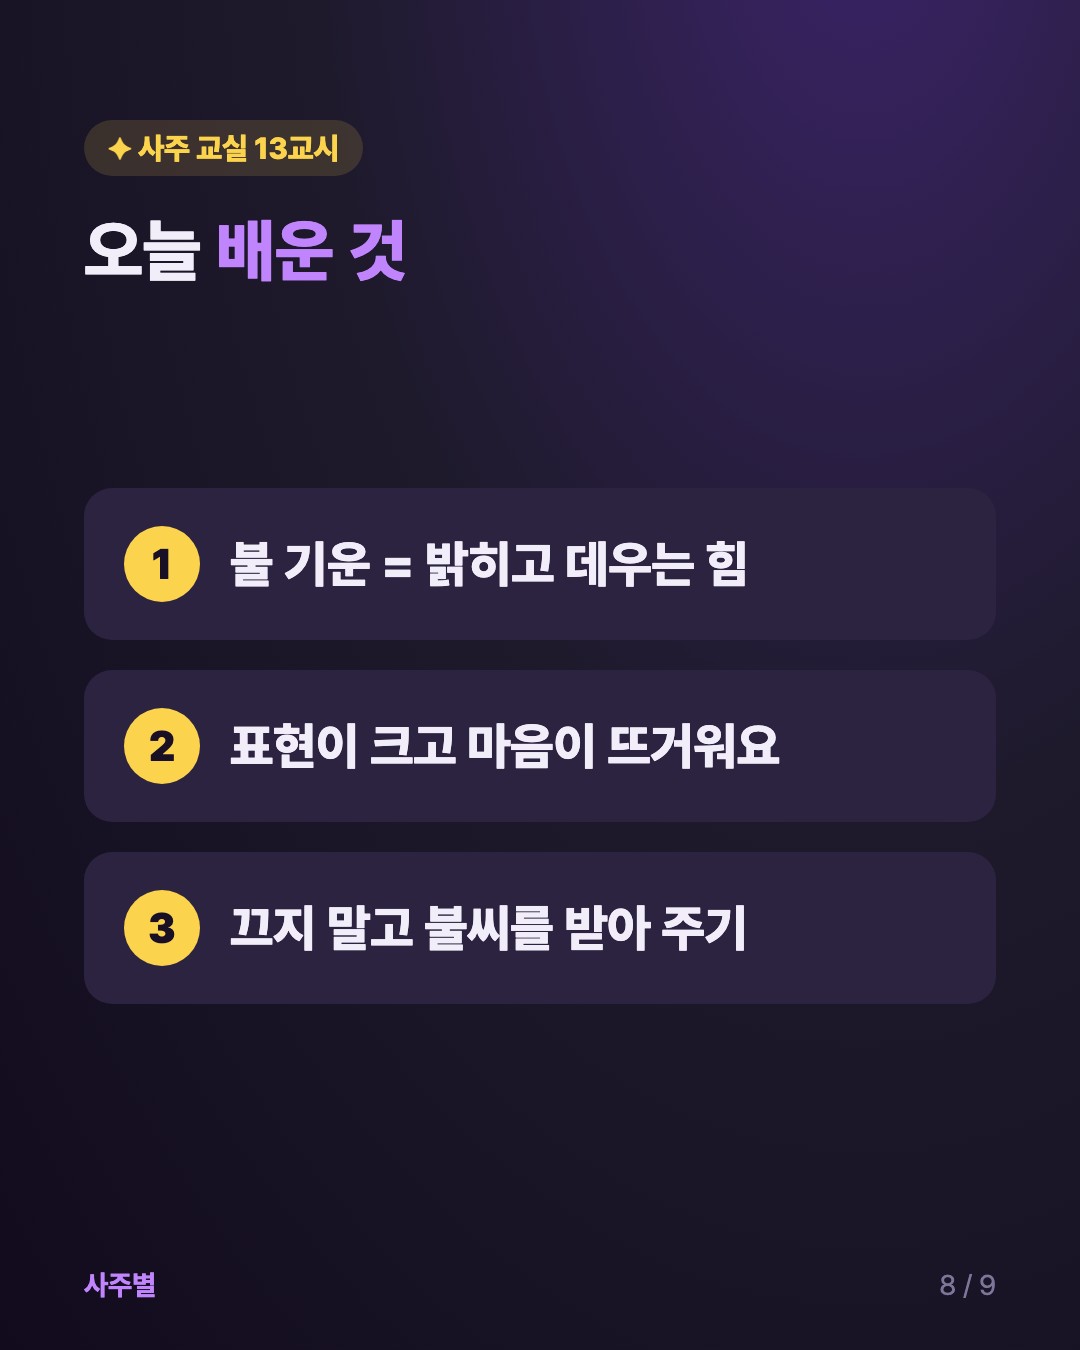 ✦ 사주 교실 13교시
오늘 배운 것
1 불 기운 = 밝히고 데우는 힘
2 표현이 크고 마음이 뜨거워요
3 끄지 말고 불씨를 받아 주기
사주별
8 / 9